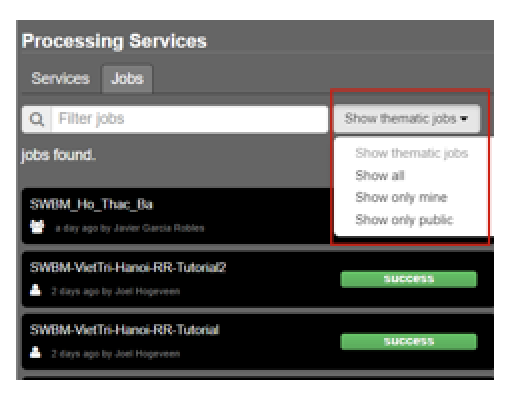 Processing Services
Services Jobs
Filter jobs
Show thematic jobs
jobs found.
Show thematic jobs
Show all
Show only mine
Show only public
SWBM_Ho_Thac_Ba
a day ago by Javier Garcia Robles
SWBM-VietTri-Hanoi-RR-Tutorial2
2 days ago by Joel Hogeveen
success
SWBM-VietTri-Hanoi-RR-Tutorial
2 days ago by Joel Hogeveen
success